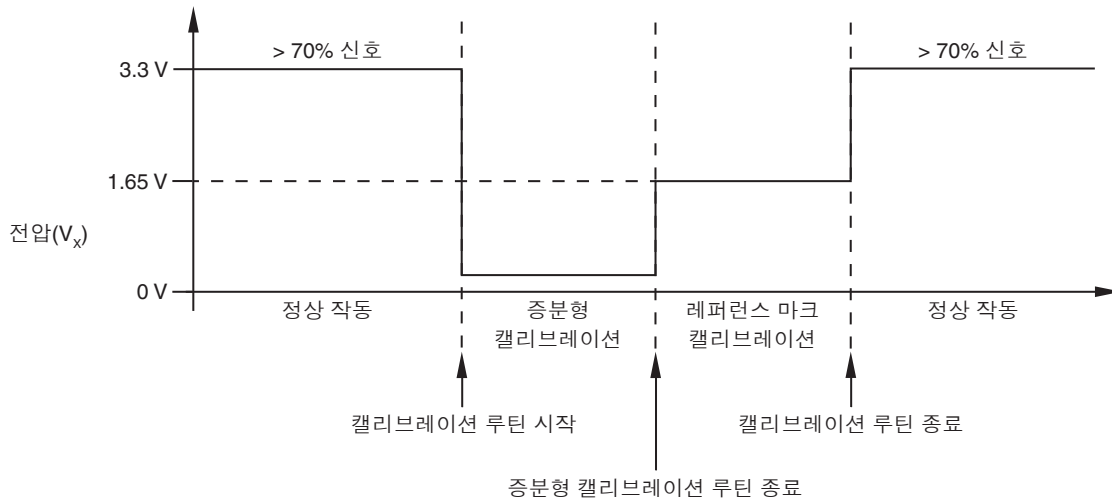 > 70% 신호
> 70% 신호
3.3 V
1.65 V
전압(Vx)
0 V
정상 작동
증분형
캘리브레이션
레퍼런스 마크
캘리브레이션
정상 작동
캘리브레이션 루틴 시작
캘리브레이션 루틴 종료
증분형 캘리브레이션 루틴 종료